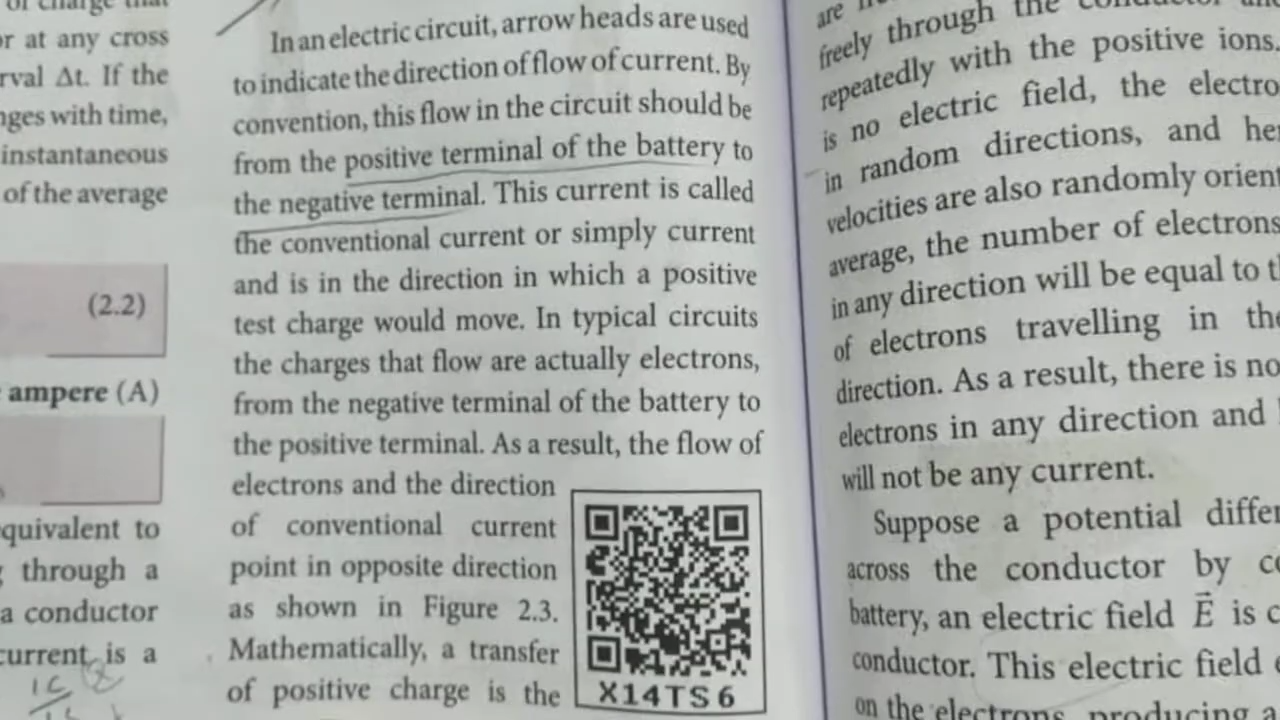 or at any cross
rval Δt. If the
nges with time,
instantaneous
of the average
(2.2)
ampere (A)
equivalent to
through a
a conductor
current is a
In an electric circuit, arrow heads are used
to indicate the direction of flow of current. By
convention, this flow in the circuit should be
from the positive terminal of the battery to
the negative terminal. This current is called
the conventional current or simply current
and is in the direction in which a positive
test charge would move. In typical circuits
the charges that flow are actually electrons,
from the negative terminal of the battery to
the positive terminal. As a result, the flow of
electrons and the direction
of conventional current
point in opposite direction
as shown in Figure 2.3.
Mathematically, a transfer
of positive charge is the
X14TS6
are
freely through the
repeatedly with the positive ions.
is no electric field, the electro
in random directions, and he
velocities are also randomly orient
average, the number of electrons
in any direction will be equal to t
of electrons travelling in the
direction. As a result, there is no
electrons in any direction and
will not be any current.
Suppose a potential differ
across the conductor by c
battery, an electric field E⃗ is c
conductor. This electric field
on the electrons, producing a